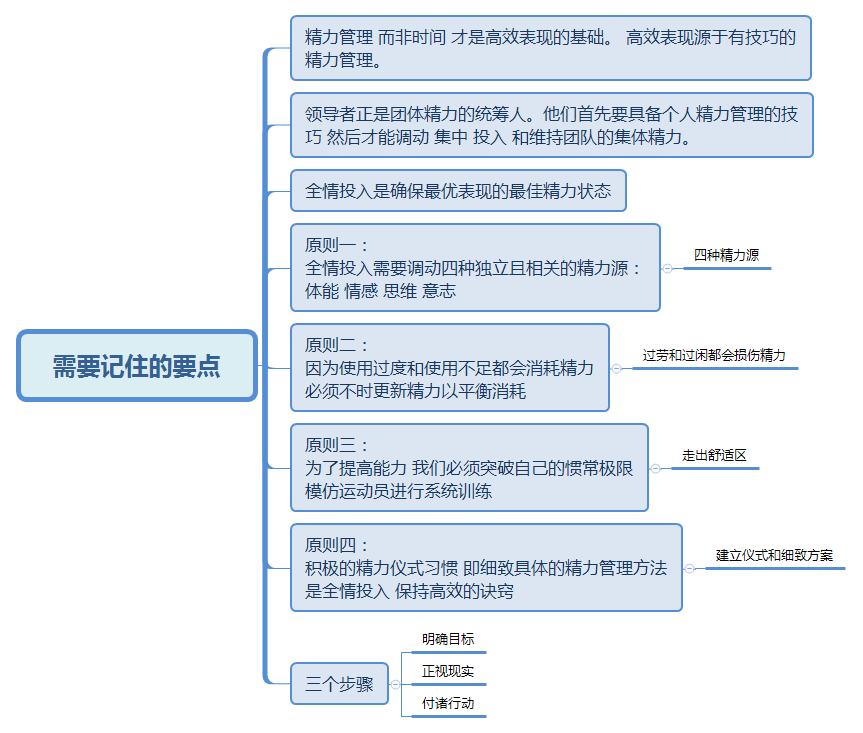 精力管理 而非时间 才是高效表现的基础。 高效表现源于有技巧的
精力管理。
领导者正是团体精力的统筹人。他们首先要具备个人精力管理的技
巧 然后才能调动 集中 投入 和维持团队的集体精力。
全情投入是确保最优表现的最佳精力状态
原则一：
全情投入需要调动四种独立且相关的精力源：
体能 情感 思维 意志
四种精力源
需要记住的要点
原则二：
因为使用过度和使用不足都会消耗精力
必须不时更新精力以平衡消耗
过劳和过闲都会损伤精力
原则三：
为了提高能力 我们必须突破自己的惯常极限
模仿运动员进行系统训练
走出舒适区
原则四：
积极的精力仪式习惯 即细致具体的精力管理方法
是全情投入 保持高效的诀窍
建立仪式和细致方案
三个步骤
明确目标
正视现实
付诸行动